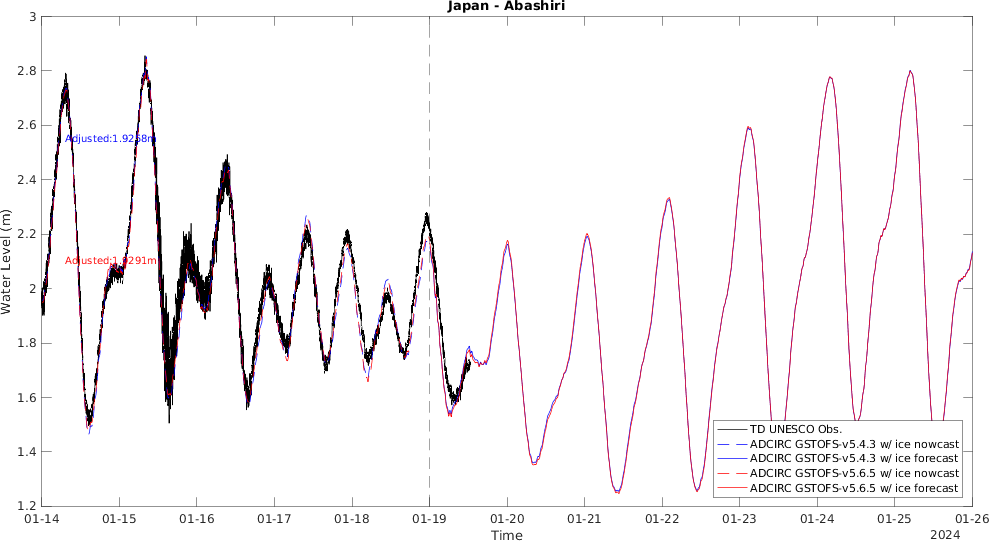 Japan - Abashiri
Water Level (m)
3
2.8
2.6
2.4
2.2
2
1.8
1.6
1.4
1.2
Adjusted:1.9268m
Adjusted:1.9291m
TD UNESCO Obs.
ADCIRC GSTOFS-v5.4.3 w/ ice nowcast
ADCIRC GSTOFS-v5.4.3 w/ ice forecast
ADCIRC GSTOFS-v5.6.5 w/ ice nowcast
ADCIRC GSTOFS-v5.6.5 w/ ice forecast
01-14 01-15 01-16 01-17 01-18 01-19 01-20 01-21 01-22 01-23 01-24 01-25 01-26
Time
2024